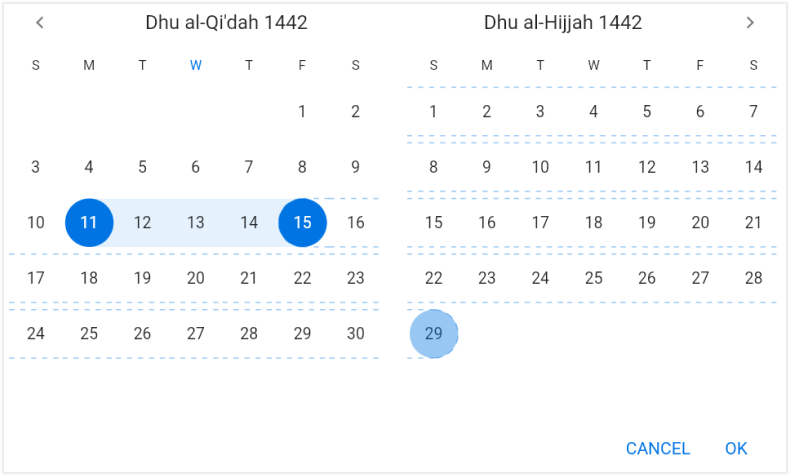 Dhu al-Qi'dah 1442
S M T W T F S
1 2
3 4 5 6 7 8 9
10 11 12 13 14 15 16
17 18 19 20 21 22 23
24 25 26 27 28 29 30
Dhu al-Hijjah 1442
S M T W T F S
1 2 3 4 5 6 7
8 9 10 11 12 13 14
15 16 17 18 19 20 21
22 23 24 25 26 27 28
29
CANCEL OK